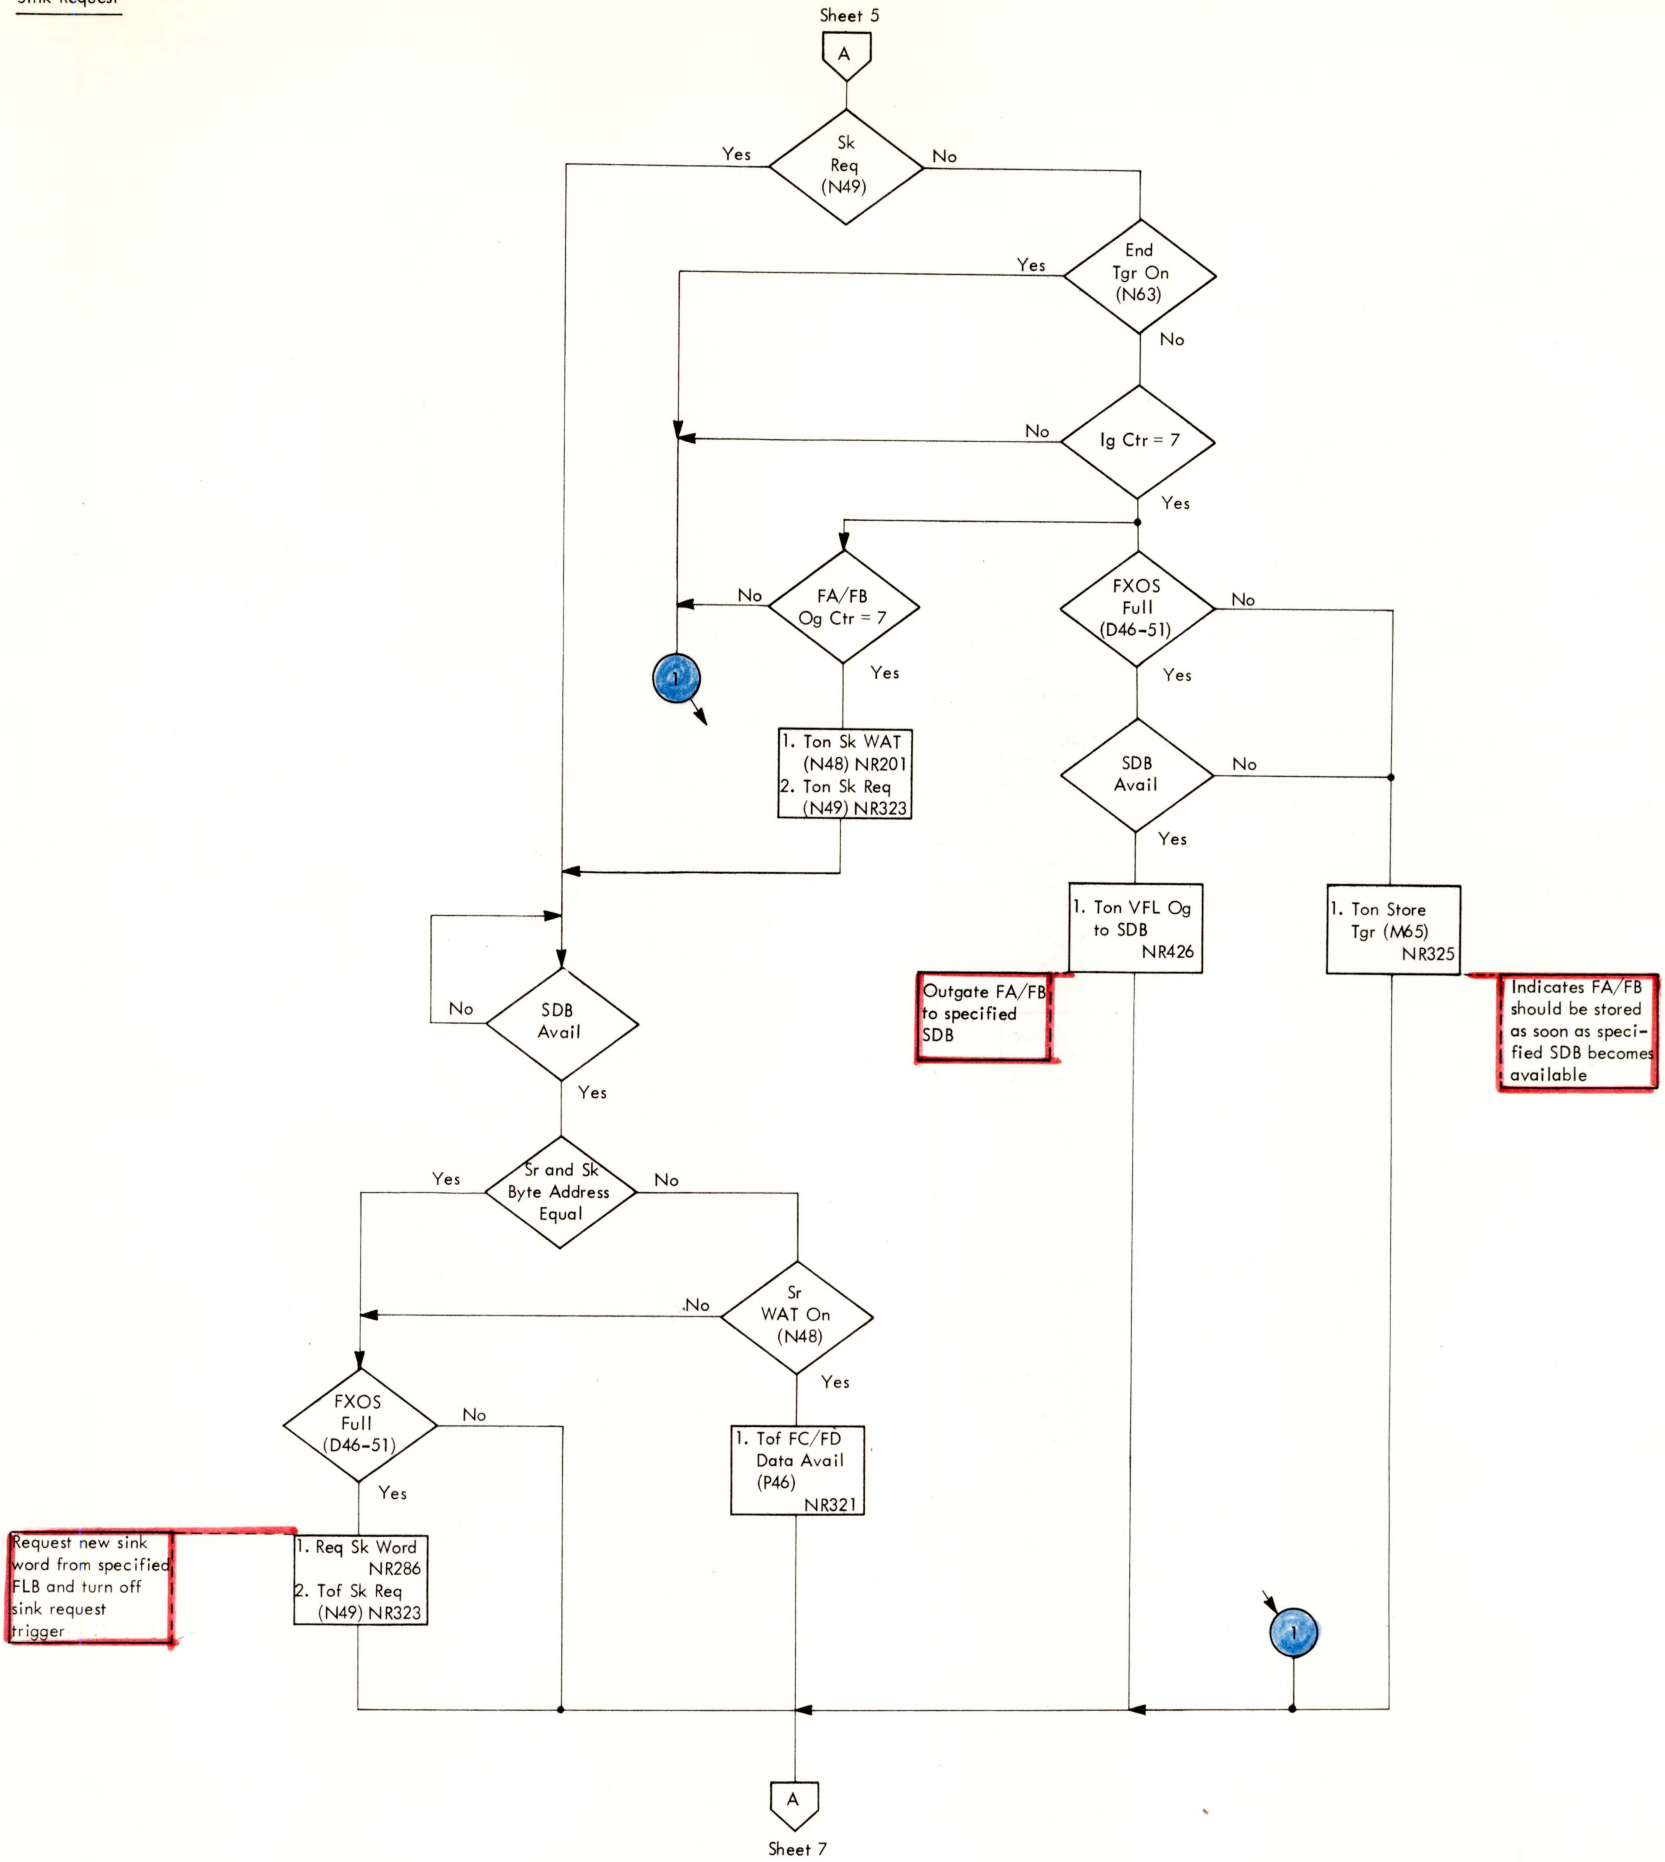 Sink Request
Sheet 5
A
Sk
Req
(N49)
Yes
No
End
Tgr On
(N63)
Yes
No
Ig Ctr = 7
No
Yes
FA/FB
Og Ctr = 7
No
Yes
FXOS
Full
(D46-51)
No
Yes
1
1. Ton Sk WAT
(N48) NR201
2. Ton Sk Req
(N49) NR323
SDB
Avail
No
Yes
1. Ton VFL Og
to SDB
NR426
1. Ton Store
Tgr (M65)
NR325
Outgate FA/FB
to specified
SDB
Indicates FA/FB
should be stored
as soon as speci-
fied SDB becomes
available
SDB
Avail
No
Yes
Sr and Sk
Byte Address
Equal
Yes
No
Sr
WAT On
(N48)
No
Yes
FXOS
Full
(D46-51)
No
Yes
1. Tof FC/FD
Data Avail
(P46)
NR321
Request new sink
word from specified
FLB and turn off
sink request
trigger
1. Req Sk Word
NR286
2. Tof Sk Req
(N49) NR323
1
A
Sheet 7